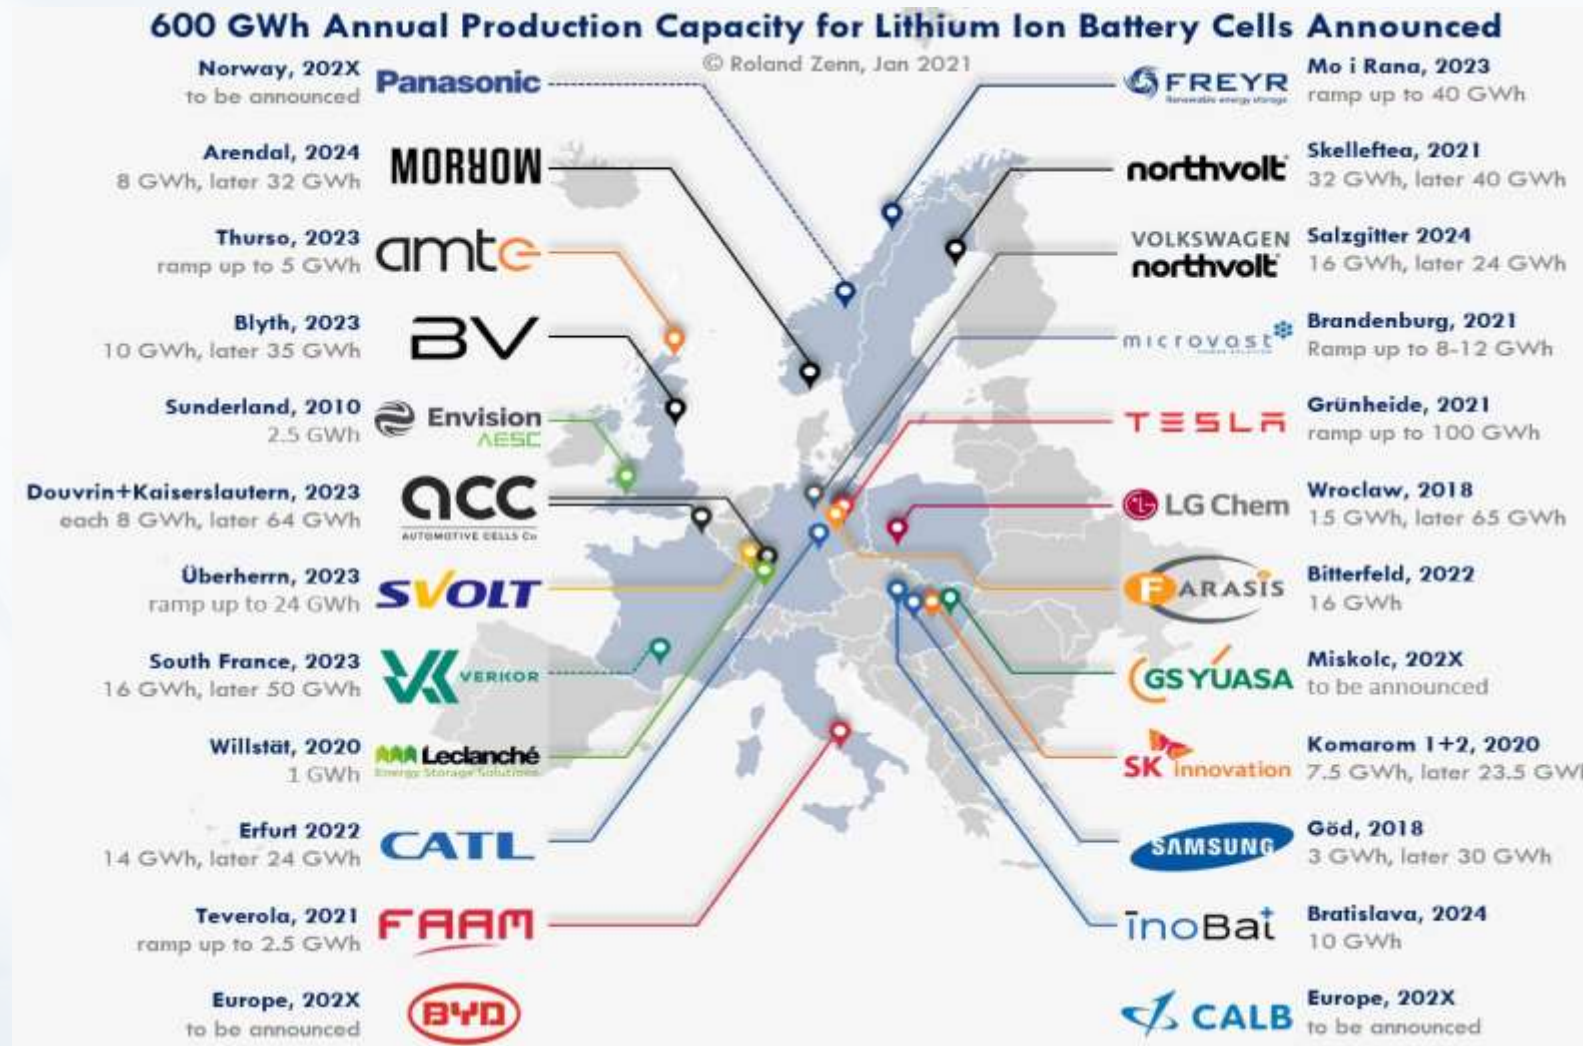 600 GWh Annual Production Capacity for Lithium Ion Battery Cells Announced
© Roland Zenn, Jan 2021
Norway, 202X
to be announced
Panasonic
Arendal, 2024
8 GWh, later 32 GWh
MORROW
Thurso, 2023
ramp up to 5 GWh
amte
Blyth, 2023
10 GWh, later 35 GWh
BV
Sunderland, 2010
2.5 GWh
Envision
AESC
Douvrin+Kaiserslautern, 2023
each 8 GWh, later 64 GWh
acc
AUTOMOTIVE CELLS Co
Überherrn, 2023
ramp up to 24 GWh
SVOLT
South France, 2023
16 GWh, later 50 GWh
VERKOR
Willstät, 2020
1 GWh
Leclanché
Energy Storage Solutions
Erfurt 2022
14 GWh, later 24 GWh
CATL
Teverola, 2021
ramp up to 2.5 GWh
FAAM
Europe, 202X
to be announced
BYD
FREYR
Renewable energy storage
Mo i Rana, 2023
ramp up to 40 GWh
northvolt
Skelleftea, 2021
32 GWh, later 40 GWh
VOLKSWAGEN
northvolt
Salzgitter 2024
16 GWh, later 24 GWh
microvast
Brandenburg, 2021
Ramp up to 8-12 GWh
TESLA
Grünheide, 2021
ramp up to 100 GWh
LG Chem
Wroclaw, 2018
15 GWh, later 65 GWh
FARASIS
Bitterfeld, 2022
16 GWh
GS YUASA
Miskolc, 202X
to be announced
SK innovation
Komarom 1+2, 2020
7.5 GWh, later 23.5 GWh
SAMSUNG
Göd, 2018
3 GWh, later 30 GWh
inoBat
Bratislava, 2024
10 GWh
CALB
Europe, 202X
to be announced